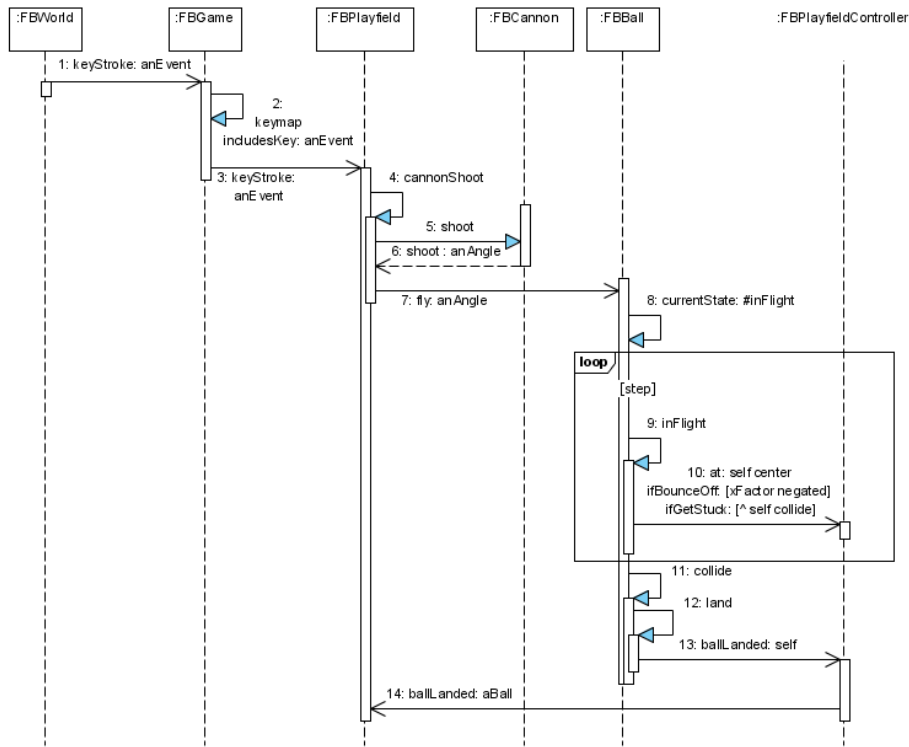 :FBWorld
:FBGame
:FBPlayfield
:FBCannon
:FBBall
:FBPlayfieldController
1: keyStroke: anEvent
2:
keymap
includesKey: anEvent
3: keyStroke:
anEvent
4: cannonShoot
5: shoot
6: shoot : anAngle
7: fly: anAngle
8: currentState: #inFlight
loop
[step]
9: inFlight
10: at: self center
ifBounceOff: [xFactor negated]
ifGetStuck: [^ self collide]
11: collide
12: land
13: ballLanded: self
14: ballLanded: aBall